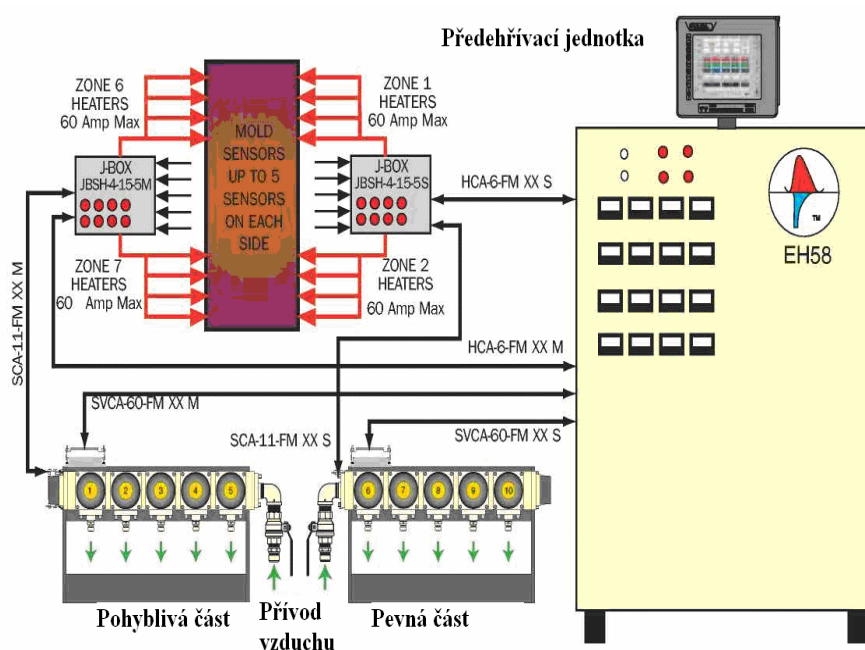 Předehřívací jednotka
ZONE 6
HEATERS
60 Amp Max
ZONE 1
HEATERS
60 Amp Max
MOLD
SENSORS
UP TO 5
SENSORS
ON EACH
SIDE
J-BOX
JBSH-4-15-5M
J-BOX
JBSH-4-15-5S
HCA-6-FM XX S
TM
EH58
ZONE 7
HEATERS
60 Amp Max
ZONE 2
HEATERS
60 Amp Max
SCA-11-FM XX M
HCA-6-FM XX M
SVCA-60-FM XX M
SCA-11-FM XX S
SVCA-60-FM XX S
1 2 3 4 5
6 7 8 9 10
Pohyblivá část
Přívod
vzduchu
Pevná část